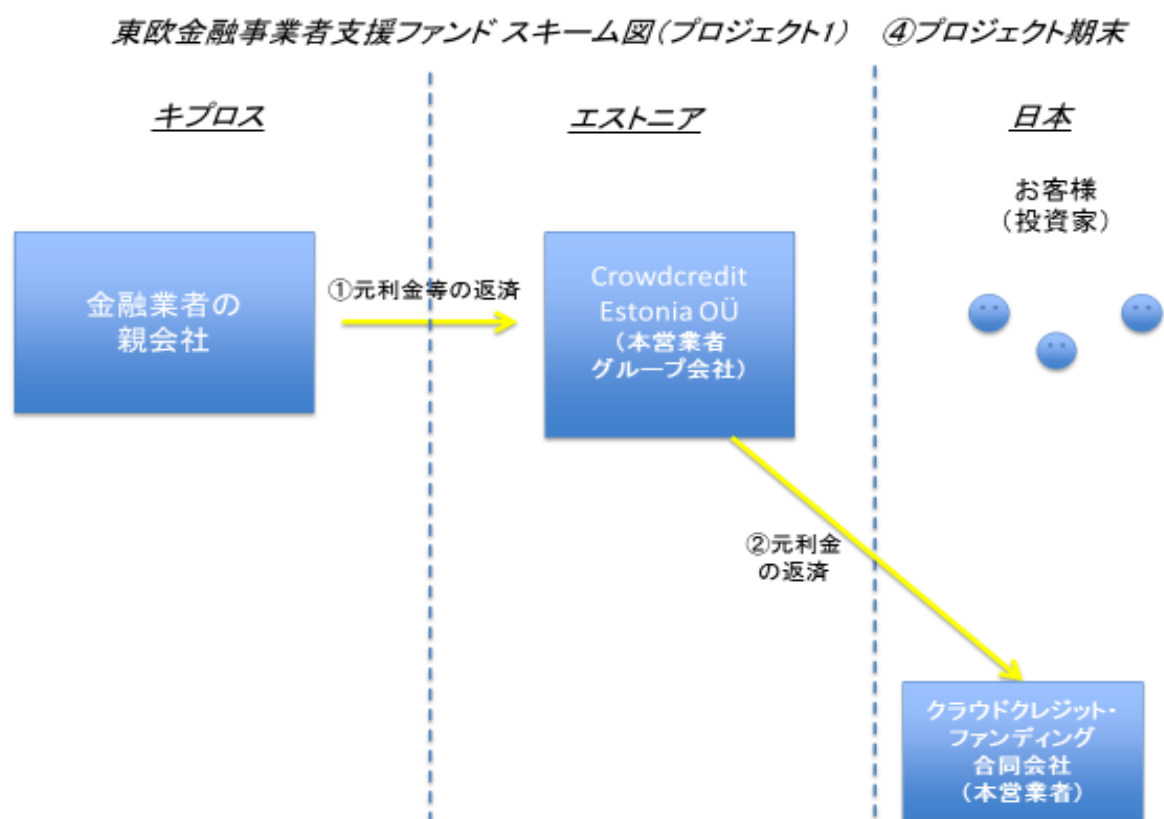 東欧金融事業者支援ファンド スキーム図(プロジェクト1) ④プロジェクト期末
キプロス
エストニア
日本
お客様
(投資家)
金融業者の
親会社
①元利金等の返済
Crowdcredit
Estonia OÜ
(本営業者
グループ会社)
②元利金
の返済
クラウドクレジット・
ファンディング
合同会社
(本営業者)